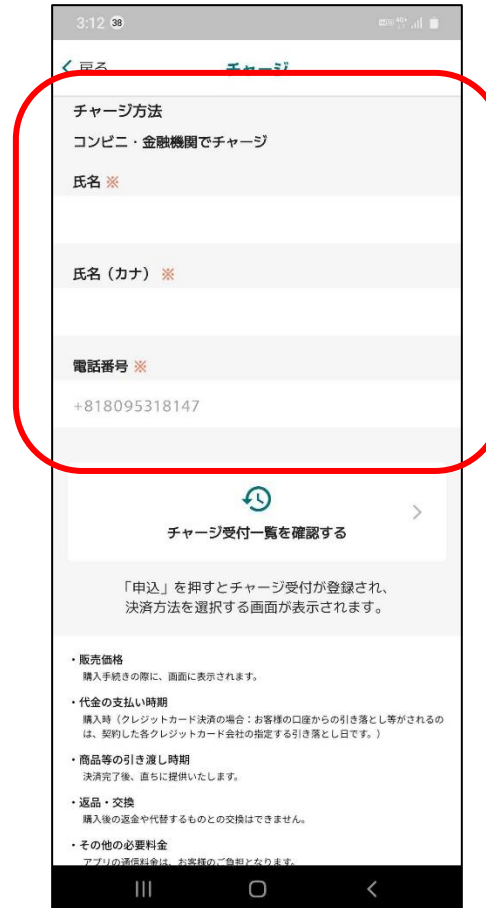 3:12 38
戻る チャージ
チャージ方法
コンビニ・金融機関でチャージ
氏名 ※
氏名（カナ） ※
電話番号 ※
+818095318147
チャージ受付一覧を確認する
「申込」を押すとチャージ受付が登録され、
決済方法を選択する画面が表示されます。
・販売価格
購入手続きの際に、画面に表示されます。
・代金の支払い時期
購入時（クレジットカード決済の場合：お客様の口座からの引き落とし等がされるの
は、契約した各クレジットカード会社の指定する引き落とし日です。）
・商品等の引き渡し時期
決済完了後、直ちに提供いたします。
・返品・交換
購入後の返金や代替するものとの交換はできません。
・その他の必要料金
アプリの通信料金は、お客様のご負担となります。